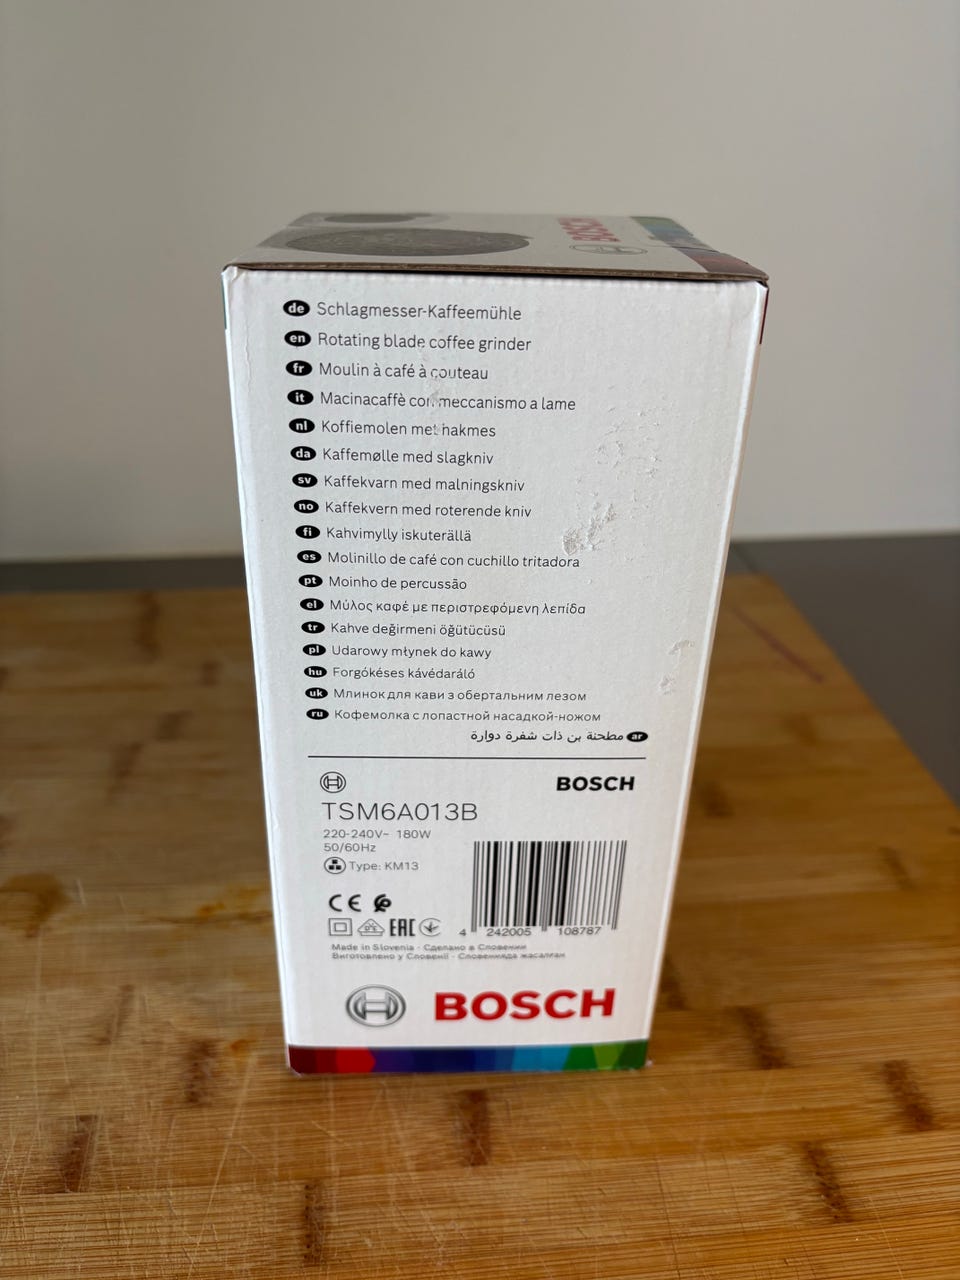 BOSCH
de Schlagmesser-Kaffeemühle
en Rotating blade coffee grinder
fr Moulin à café à couteau
it Macinacaffè con meccanismo a lame
nl Koffiemolen met hakmes
da Kaffemølle med slagkniv
sv Kaffekvarn med malningskniv
no Kaffekvern med roterende kniv
fi Kahvimylly iskuterällä
es Molinillo de café con cuchillo tritadora
pt Moinho de percussão
el Μύλος καφέ με περιστρεφόμενη λεπίδα
tr Kahve değirmeni öğütücüsü
pl Udarowy młynek do kawy
hu Forgókéses kávédaráló
uk Млинок для кави з обертальним лезом
ru Кофемолка с лопастной насадкой-ножом
ar مطحنة بن ذات شفرة دوارة
BOSCH
TSM6A013B
220-240V~ 180W
50/60Hz
Type: KM13
CE
EAC
4 242005 108787
Made in Slovenia · Сделано в Словении
Виготовлено у Словенії · Словенияда жасалған
BOSCH